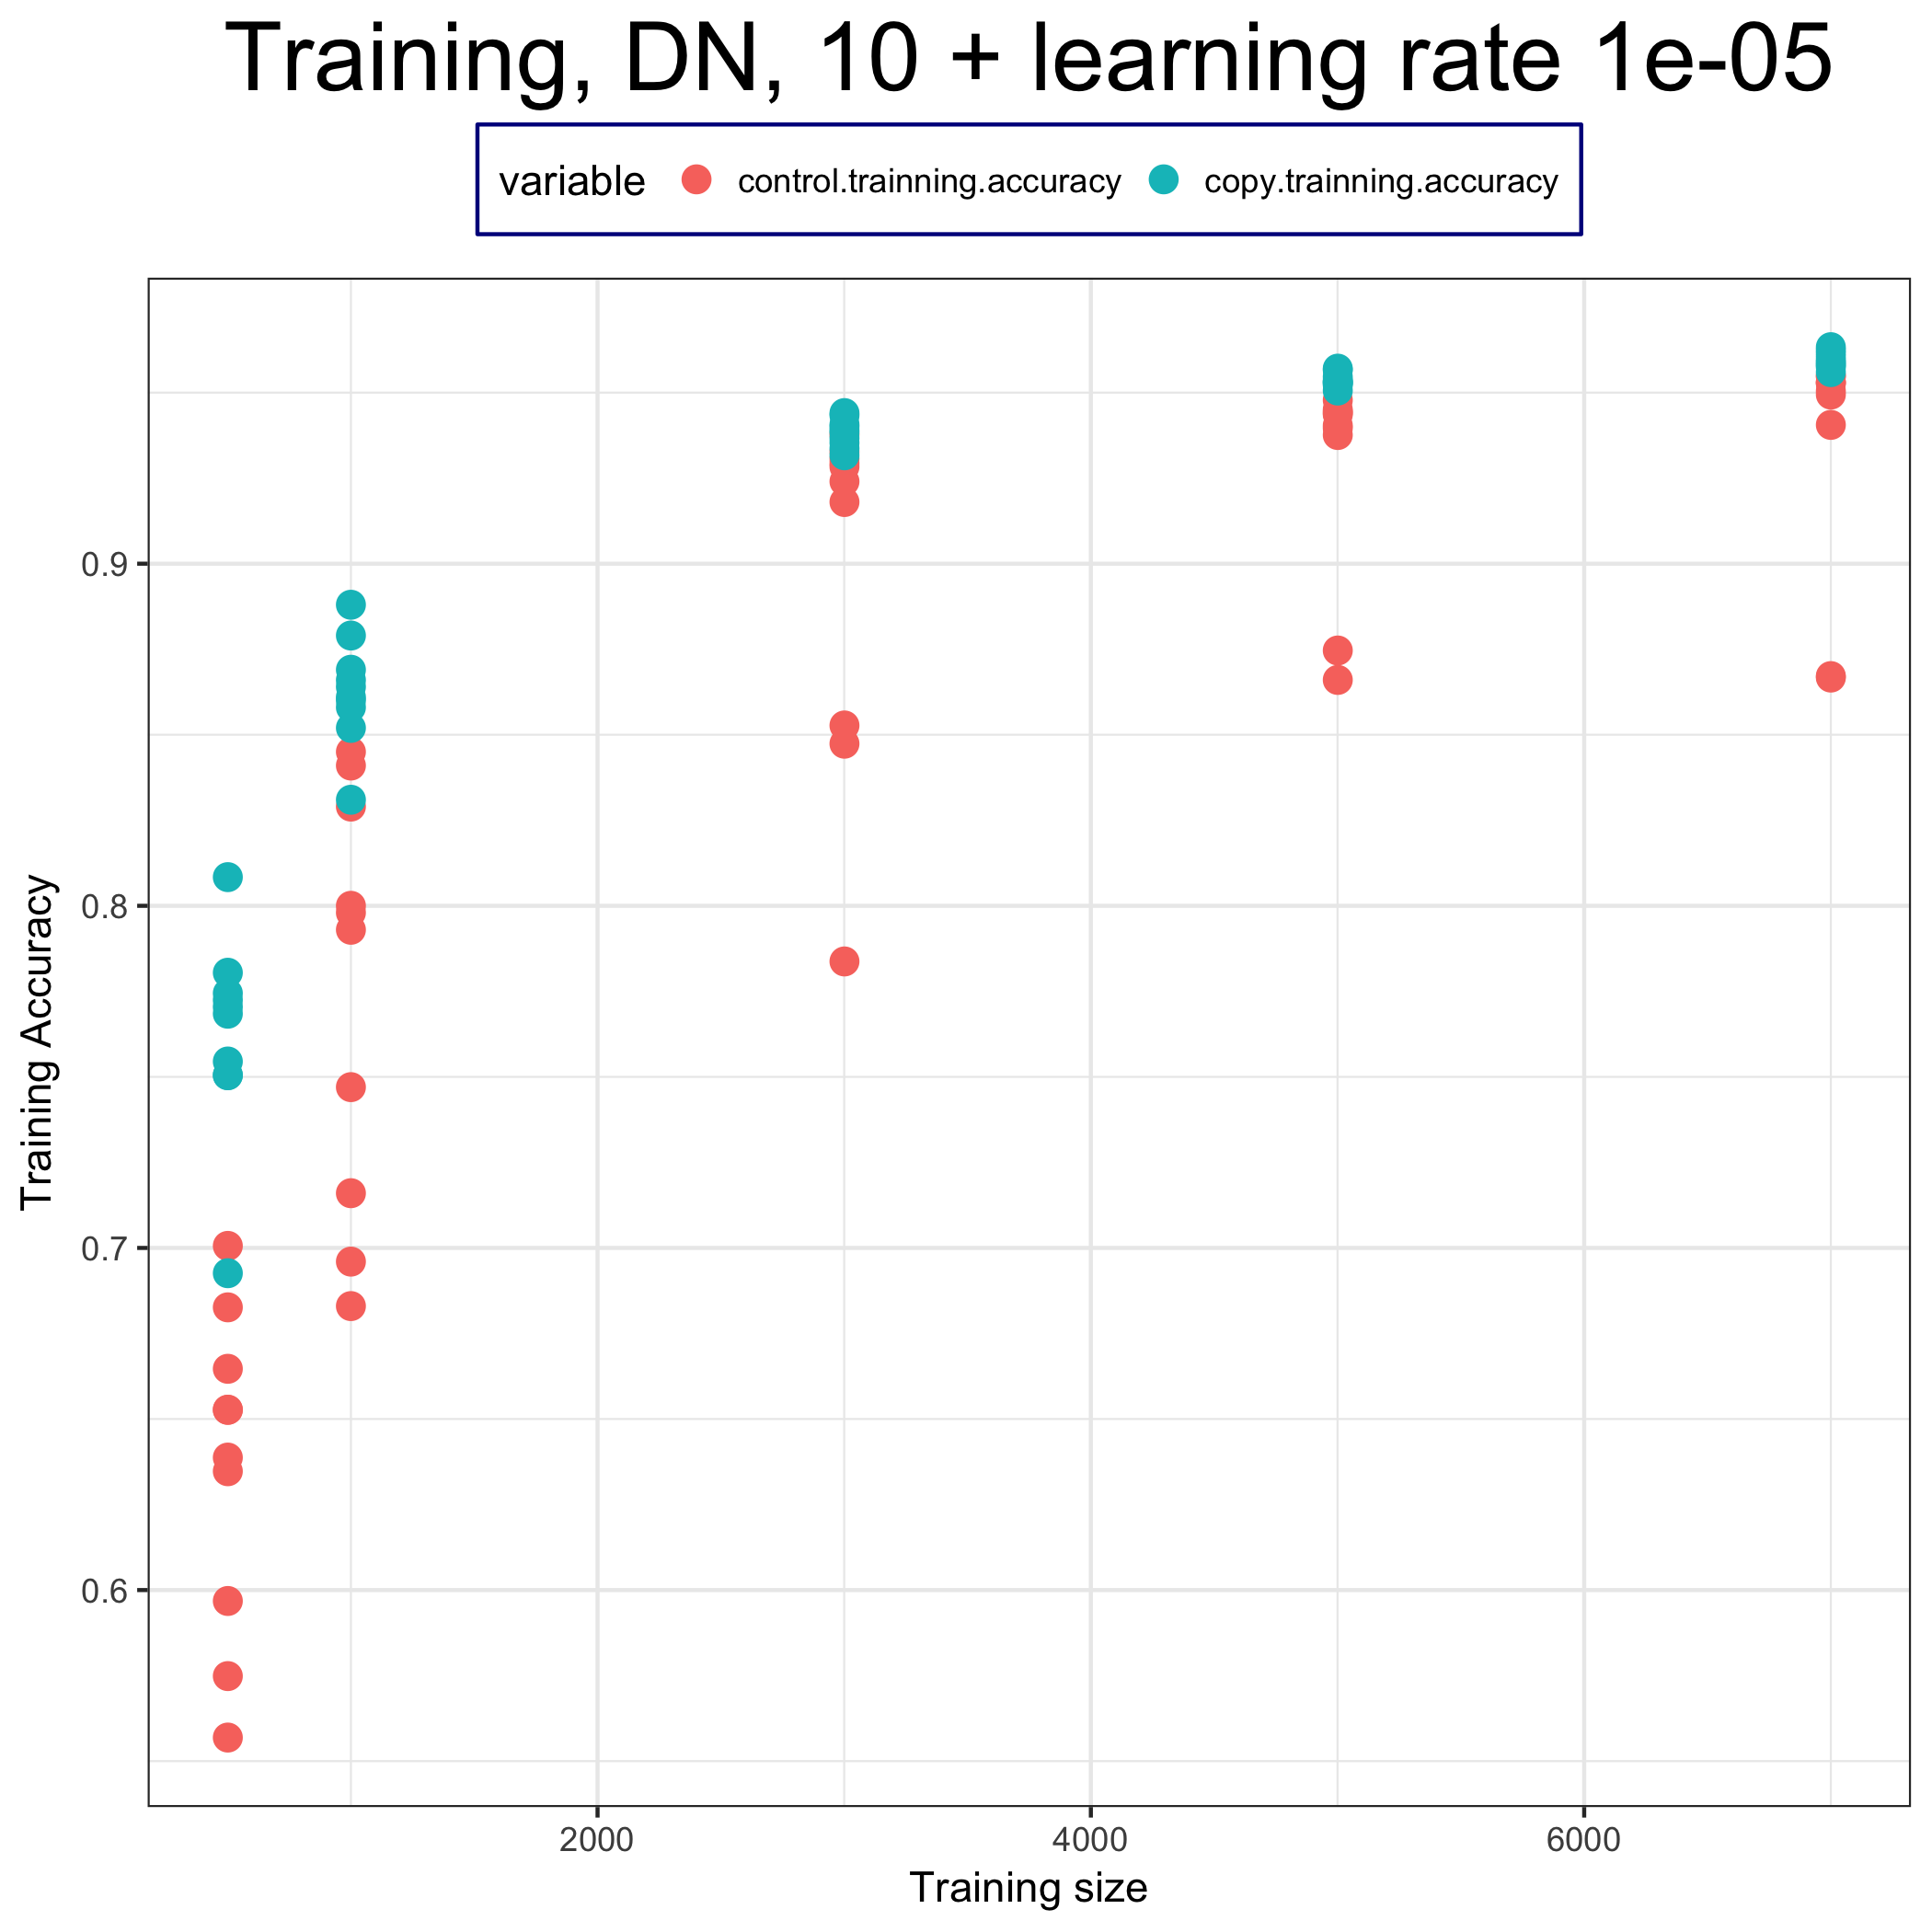 Training, DN, 10 + learning rate 1e-05
variable control.trainning.accuracy copy.trainning.accuracy
0.9
0.8
0.7
0.6
Training Accuracy
2000 4000 6000
Training size